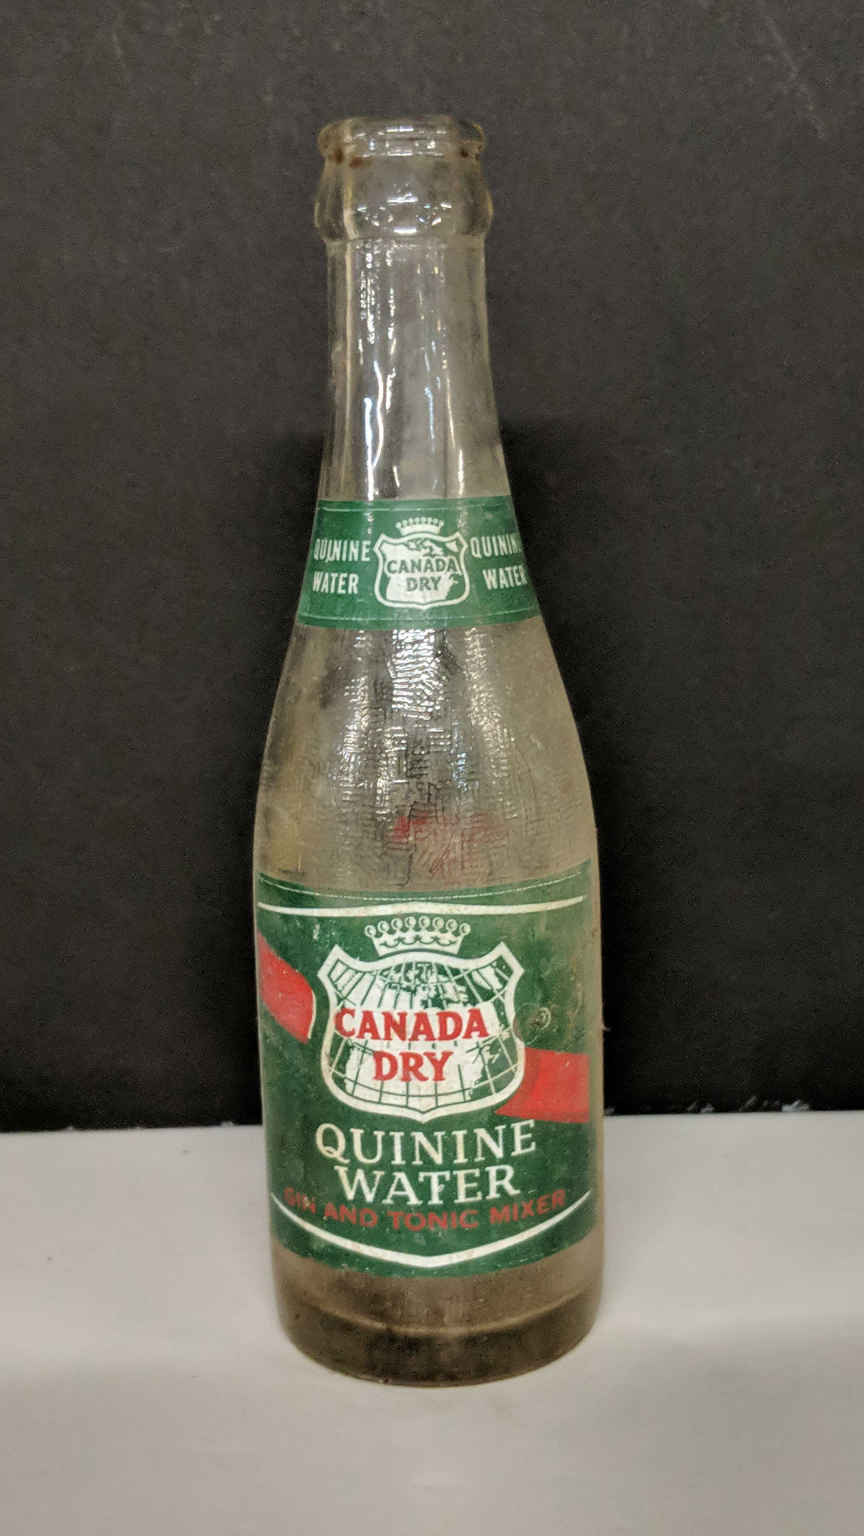 QUININE
WATER
CANADA
DRY
QUININE
WATER
CANADA
DRY
QUININE
WATER
GIN AND TONIC MIXER